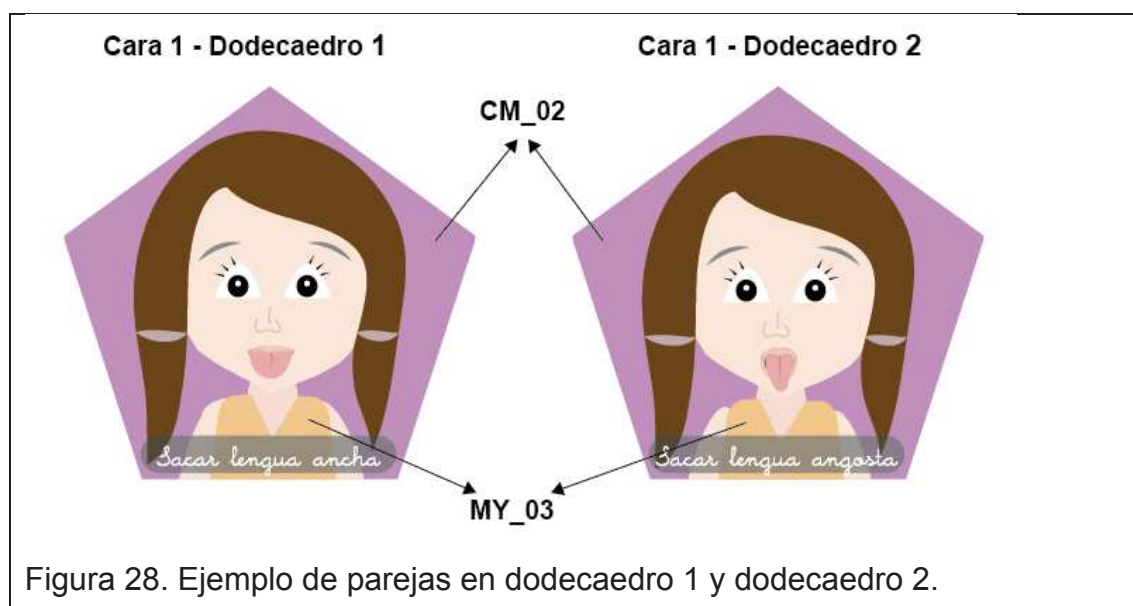 Cara 1 - Dodecaedro 1
Cara 1 - Dodecaedro 2
CM_02
Sacar lengua ancha
Sacar lengua angosta
MY_03
Figura 28. Ejemplo de parejas en dodecaedro 1 y dodecaedro 2.